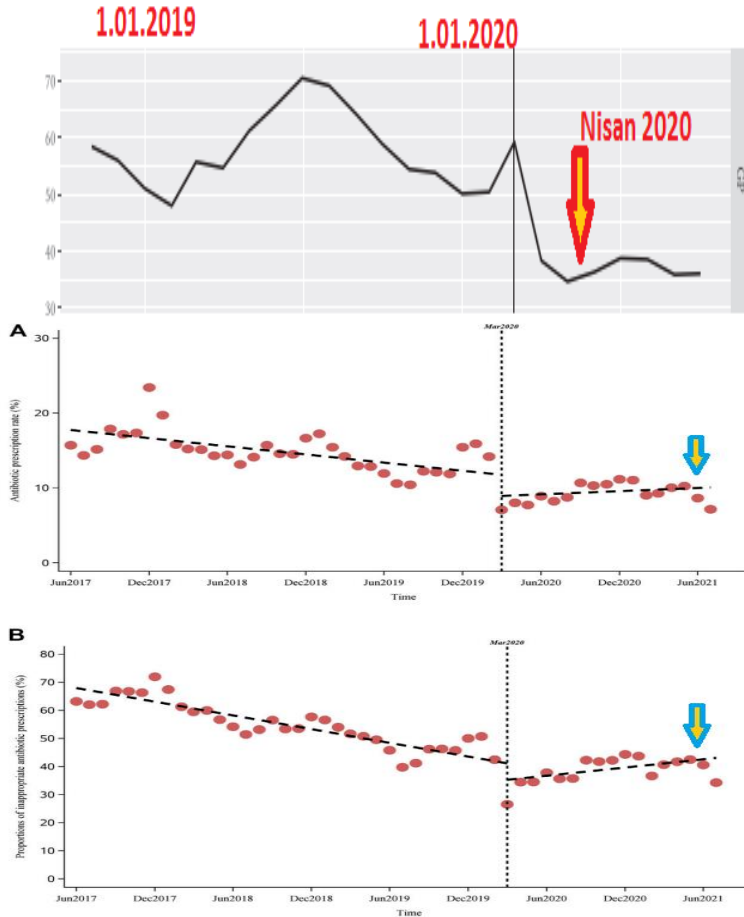 1.01.2019
1.01.2020
70
Nisan 2020
60
50
40
30
A
Mar2020
30
20
10
0
Antibiotic prescription rate (%)
Jun2017 Dec2017 Jun2018 Dec2018 Jun2019 Dec2019 Jun2020 Dec2020 Jun2021
Time
B
Mar2020
80
70
60
50
40
30
20
10
0
Proportions of inappropriate antibiotic prescriptions (%)
Jun2017 Dec2017 Jun2018 Dec2018 Jun2019 Dec2019 Jun2020 Dec2020 Jun2021
Time